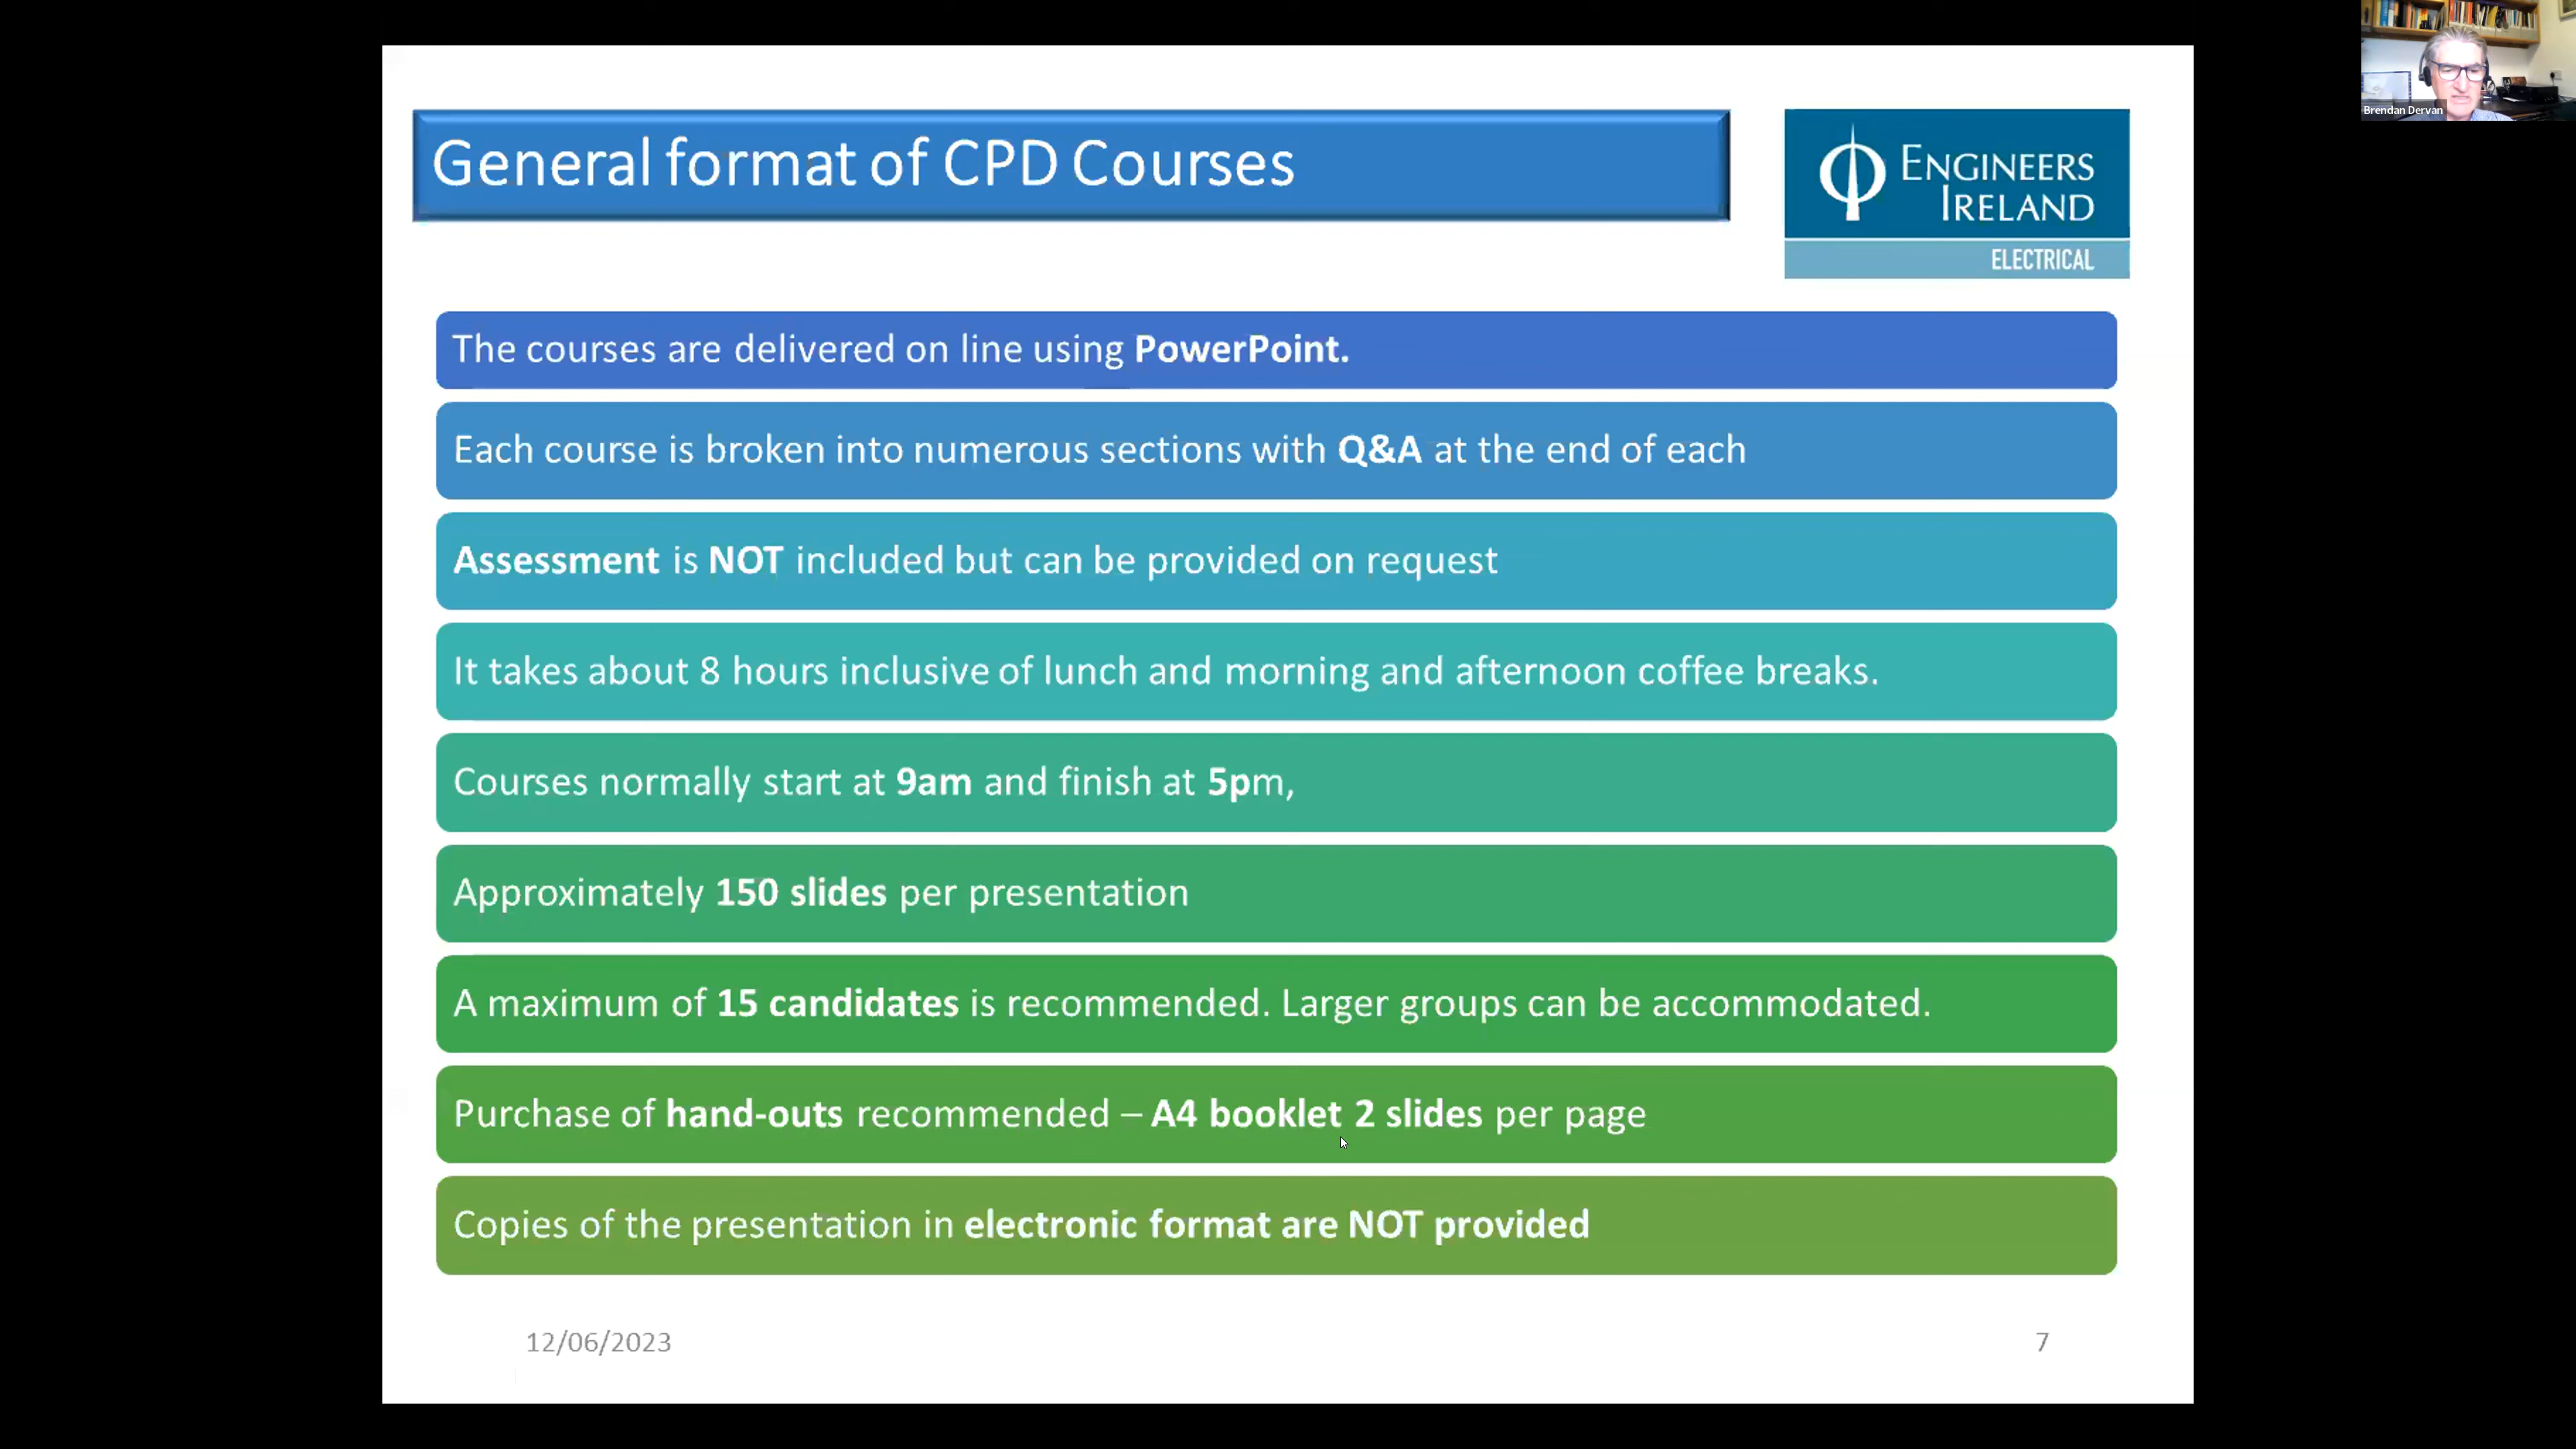 Brendan Dervan
General format of CPD Courses
ENGINEERS
IRELAND
ELECTRICAL
The courses are delivered on line using PowerPoint.
Each course is broken into numerous sections with Q&A at the end of each
Assessment is NOT included but can be provided on request
It takes about 8 hours inclusive of lunch and morning and afternoon coffee breaks.
Courses normally start at 9am and finish at 5pm,
Approximately 150 slides per presentation
A maximum of 15 candidates is recommended. Larger groups can be accommodated.
Purchase of hand-outs recommended – A4 booklet 2 slides per page
Copies of the presentation in electronic format are NOT provided
12/06/2023
7